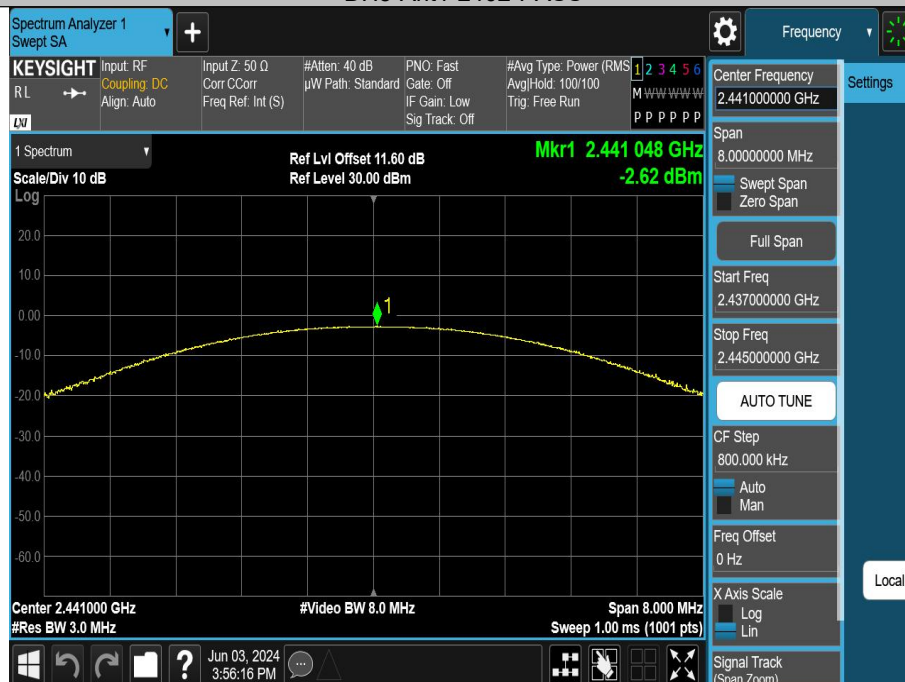 Spectrum Analyzer 1
Swept SA
Frequency
KEYSIGHT
RL
LXI
Input: RF
Coupling: DC
Align: Auto
Input Z: 50 Ω
Corr CCorr
Freq Ref: Int (S)
#Atten: 40 dB
µW Path: Standard
PNO: Fast
Gate: Off
IF Gain: Low
Sig Track: Off
#Avg Type: Power (RMS
Avg|Hold: 100/100
Trig: Free Run
1 2 3 4 5 6
M W W W W W
P P P P P P
1 Spectrum
Scale/Div 10 dB
Log
Ref Lvl Offset 11.60 dB
Ref Level 30.00 dBm
Mkr1 2.441 048 GHz
-2.62 dBm
20.0
10.0
0.00
-10.0
-20.0
-30.0
-40.0
-50.0
-60.0
1
Center 2.441000 GHz
#Res BW 3.0 MHz
#Video BW 8.0 MHz
Span 8.000 MHz
Sweep 1.00 ms (1001 pts)
Jun 03, 2024
3:56:16 PM
Center Frequency
2.441000000 GHz
Settings
Span
8.00000000 MHz
Swept Span
Zero Span
Full Span
Start Freq
2.437000000 GHz
Stop Freq
2.445000000 GHz
AUTO TUNE
CF Step
800.000 kHz
Auto
Man
Freq Offset
0 Hz
X Axis Scale
Log
Lin
Local
Signal Track
(Span Zoom)